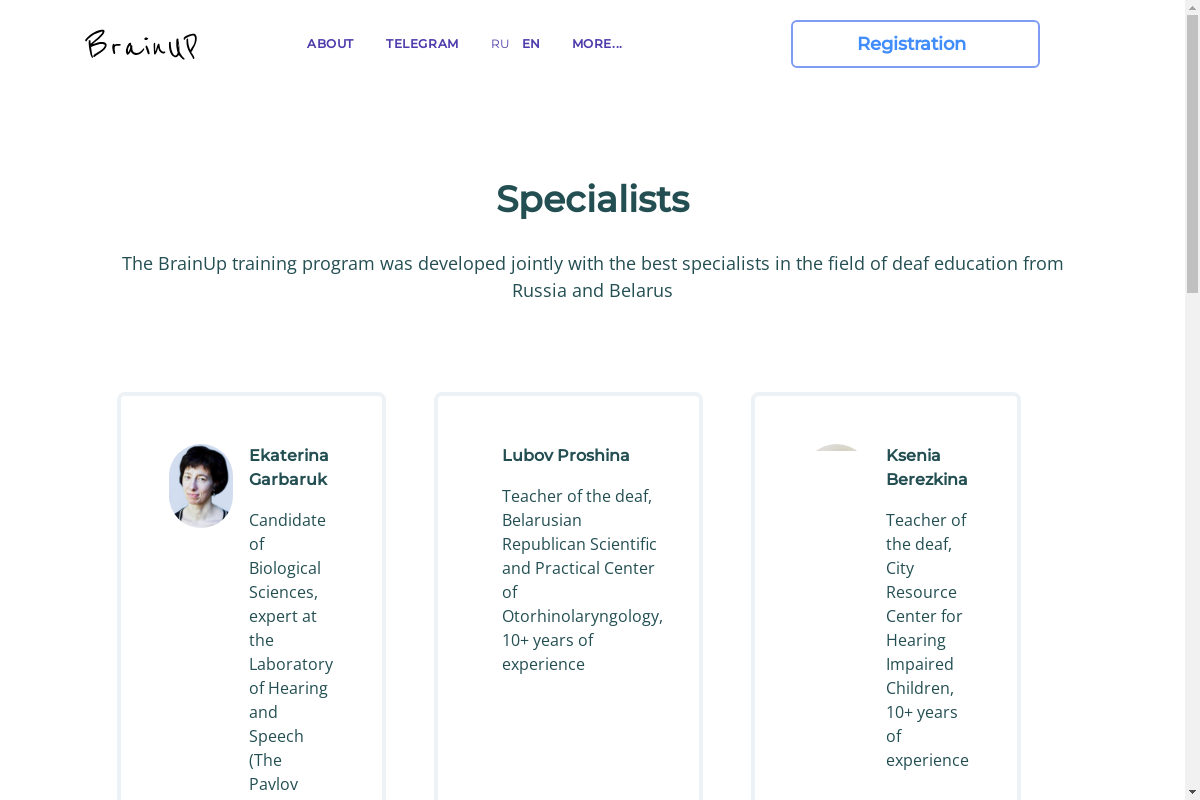 BrainUP
ABOUT
TELEGRAM
RU
EN
MORE...
Registration
Specialists
The BrainUp training program was developed jointly with the best specialists in the field of deaf education from
Russia and Belarus
Ekaterina
Garbaruk
Candidate
of
Biological
Sciences,
expert at
the
Laboratory
of Hearing
and
Speech
(The
Pavlov
Lubov Proshina
Teacher of the deaf,
Belarusian
Republican Scientific
and Practical Center
of
Otorhinolaryngology,
10+ years of
experience
Ksenia
Berezkina
Teacher of
the deaf,
City
Resource
Center for
Hearing
Impaired
Children,
10+ years
of
experience